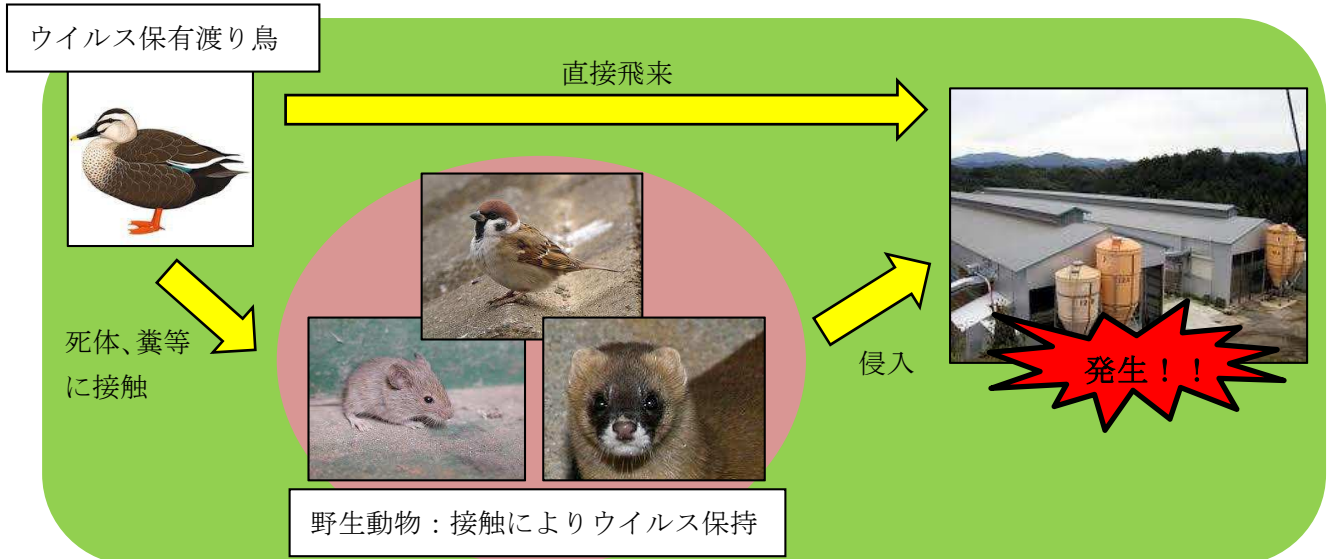 ウイルス保有渡り鳥
直接飛来
死体、糞等
に接触
侵入
発生！！
野生動物：接触によりウイルス保持